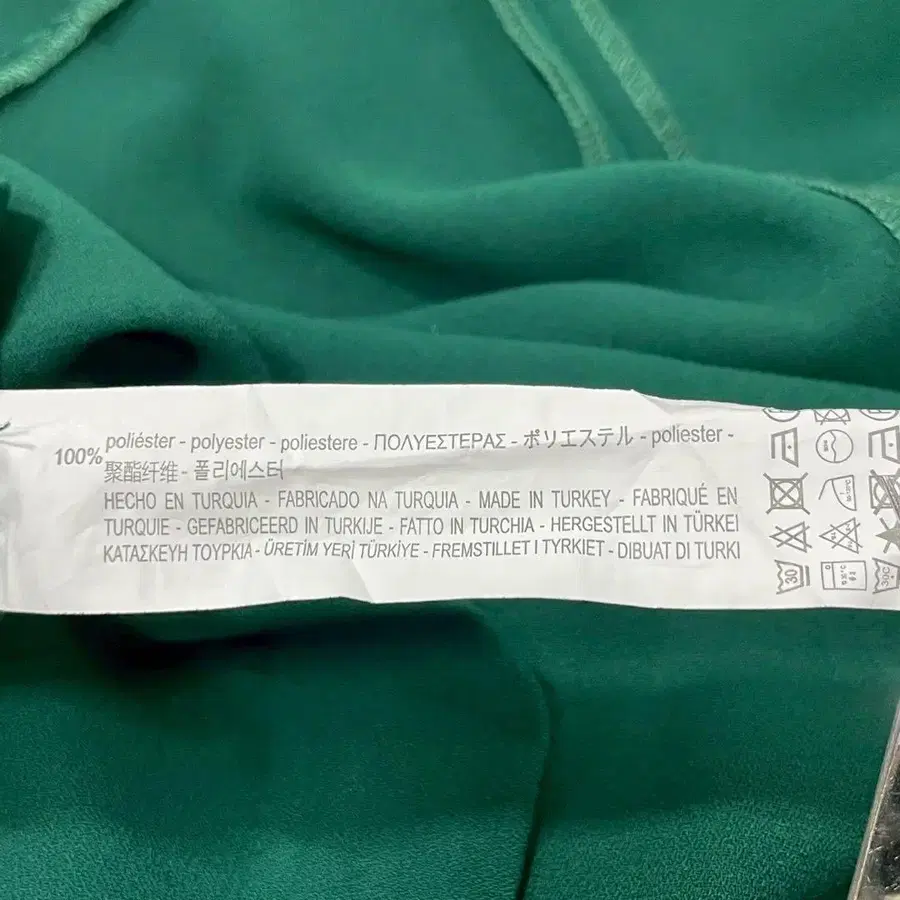 100% poliéster - polyester - poliestere - ΠΟΛΥΕΣΤΕΡΑΣ - ポリエステル - poliester -
聚酯纤维 - 폴리에스터
HECHO EN TURQUIA - FABRICADO NA TURQUIA - MADE IN TURKEY - FABRIQUÉ EN
TURQUIE - GEFABRICEERD IN TURKIJE - FATTO IN TURCHIA - HERGESTELLT IN TÜRKEI
ΚΑΤΑΣΚΕΥΗ ΤΟΥΡΚΙΑ - ÜRETİM YERİ TÜRKİYE - FREMSTILLET I TYRKIET - DIBUAT DI TURKI
30
30C